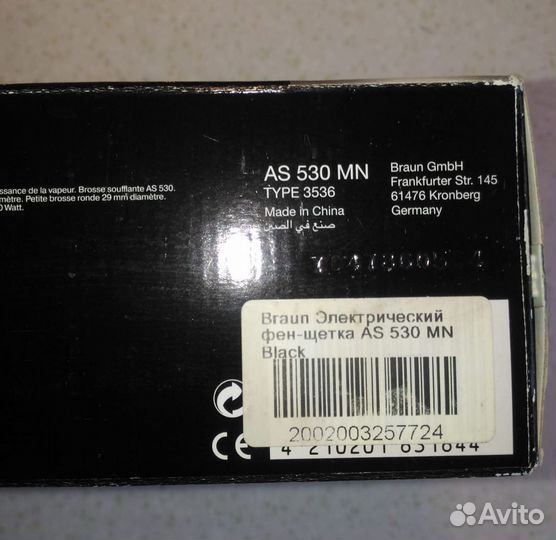 ssance de la vapeur. Brosse soufflante AS 530.
mètre. Petite brosse ronde 29 mm diamètre.
0 Watt.
AS 530 MN
TYPE 3536
Made in China
صنع في الصين
Braun GmbH
Frankfurter Str. 145
61476 Kronberg
Germany
Braun Электрический
фен-щетка AS 530 MN
Black
2002003257724
CE
4 210201 631644
Avito